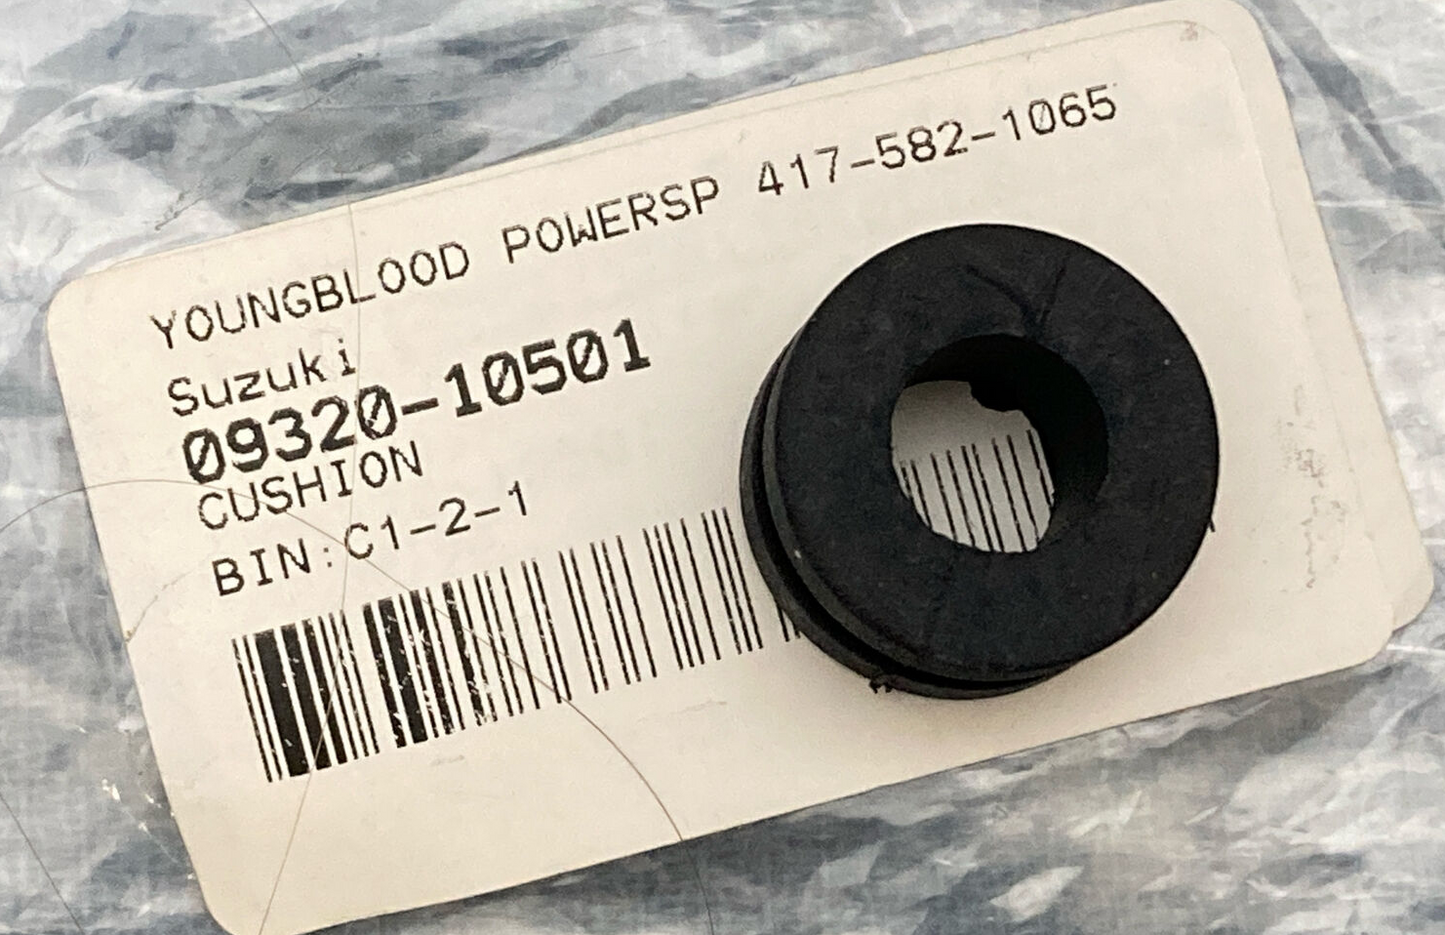 YOUNGBLOOD POWERSP 417-582-1065
Suzuki
09320-10501
CUSHION
BIN:C1-2-1